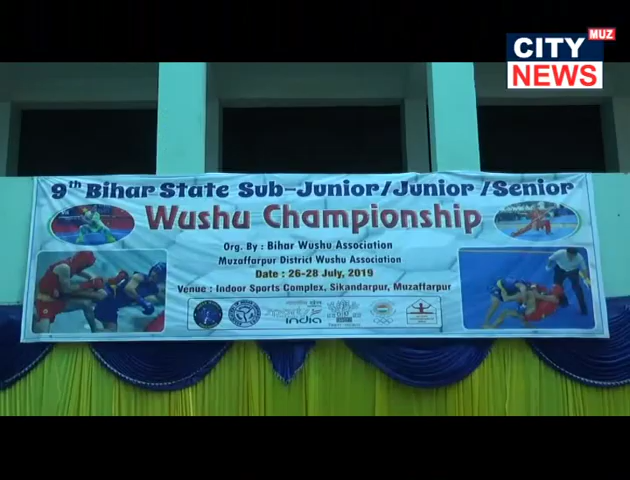 CITY MUZ
NEWS
9th Bihar State Sub-Junior/Junior /Senior
Wushu Championship
Org. By : Bihar Wushu Association
Muzaffarpur District Wushu Association
Date : 26-28 July, 2019
Venue : Indoor Sports Complex, Sikandarpur, Muzaffarpur
india